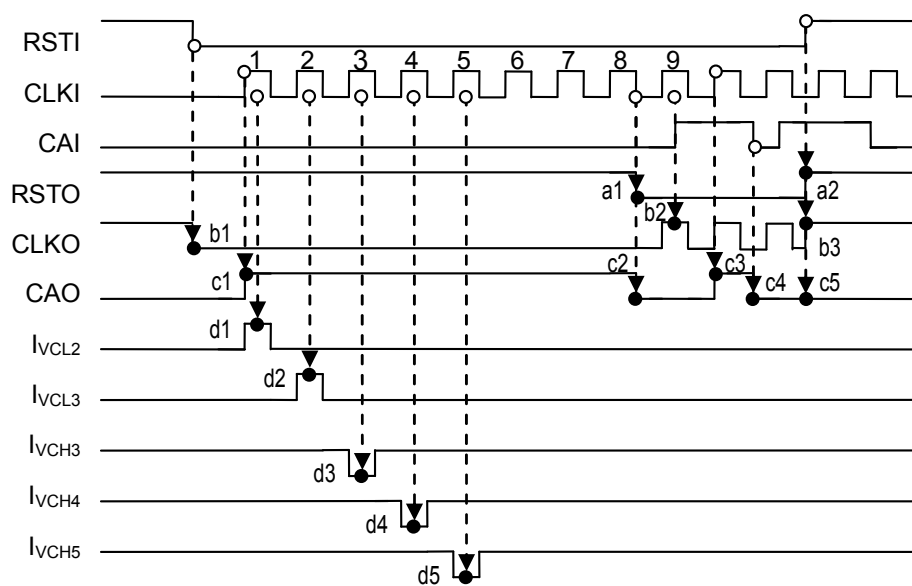 RSTI
1 2 3 4 5 6 7 8 9
CLKI
CAI
RSTO
a1 a2
CLKO
b1 b2 b3
CAO
c1 c2 c3 c4 c5
IVCL2
d1
IVCL3
d2
IVCH3
d3
IVCH4
d4
IVCH5
d5